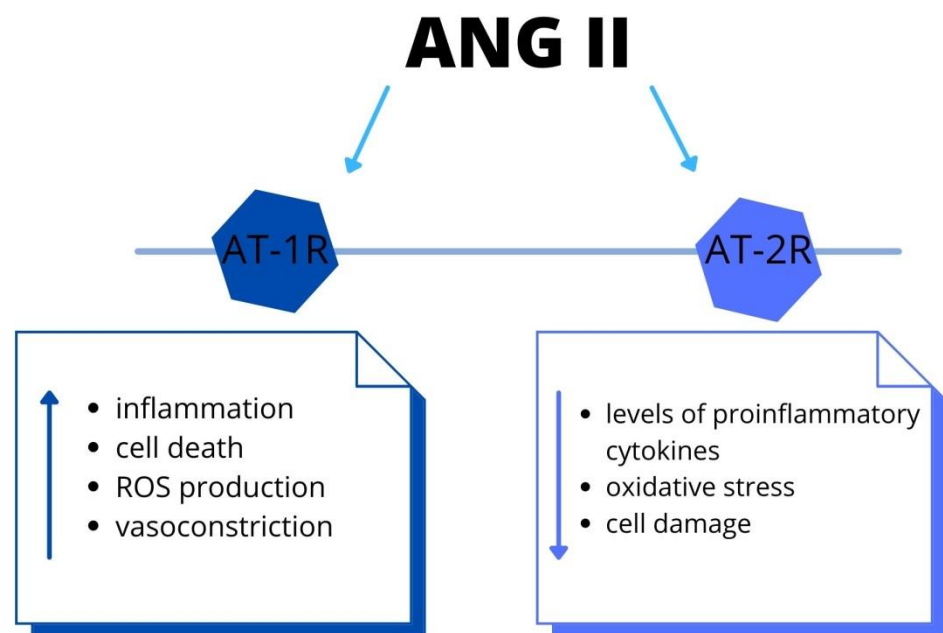 ANG II
AT-1R
AT-2R
• inflammation
• cell death
• ROS production
• vasoconstriction
• levels of proinflammatory
cytokines
• oxidative stress
• cell damage